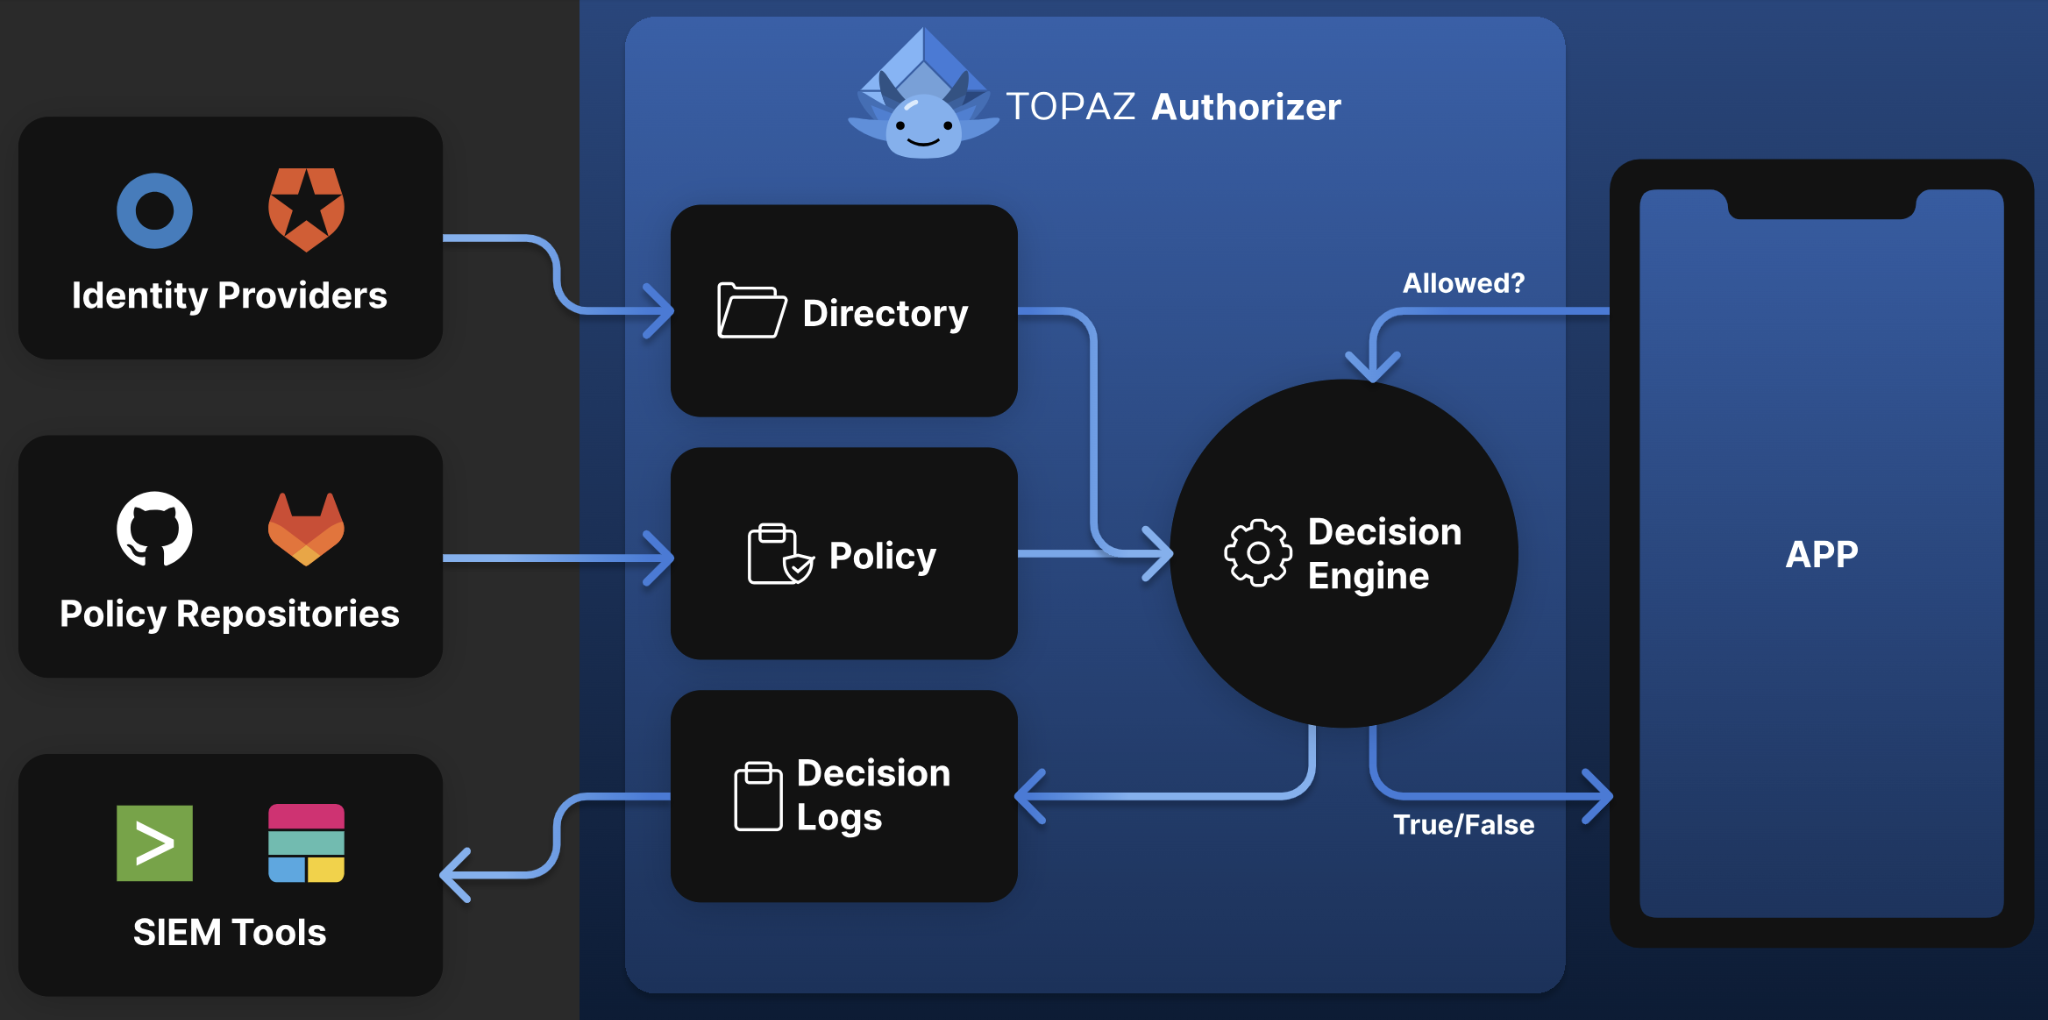 TOPAZ Authorizer
Identity Providers
Directory
Allowed?
Policy Repositories
Policy
Decision
Engine
APP
SIEM Tools
Decision
Logs
True/False